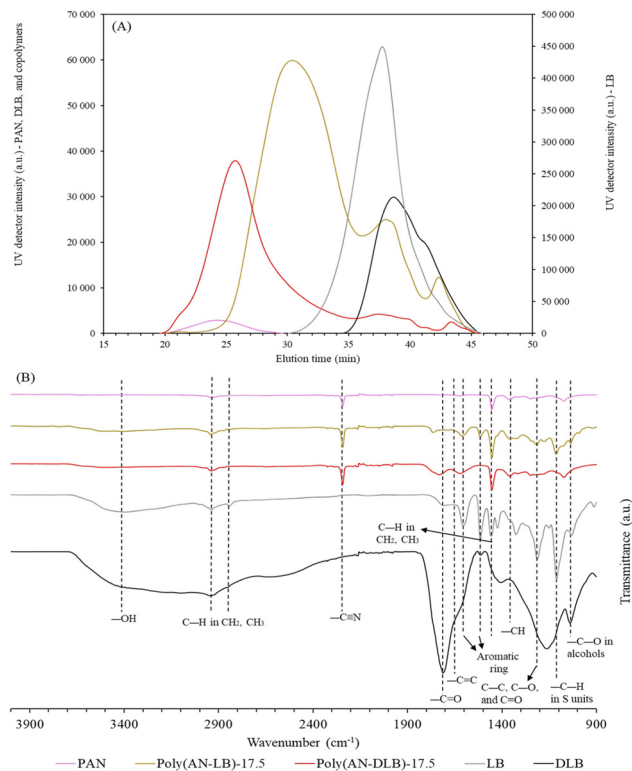 (A)
70 000
60 000
50 000
40 000
30 000
20 000
10 000
0
UV detector intensity (a.u.) - PAN, DLB, and copolymers
500 000
450 000
400 000
350 000
300 000
250 000
200 000
150 000
100 000
50 000
0
UV detector intensity (a.u.) - LB
15 20 25 30 35 40 45 50
Elution time (min)
(B)
Transmittance (a.u.)
C—H in
CH₂, CH₃
—OH
C—H in CH₂, CH₃
—C≡N
—C=O
—C=C
Aromatic
ring
C—C, C—O,
and C=O
—CH
—C—H
in S units
—C—O in
alcohols
3900 3400 2900 2400 1900 1400 900
Wavenumber (cm⁻¹)
PAN Poly(AN-LB)-17.5 Poly(AN-DLB)-17.5 LB DLB